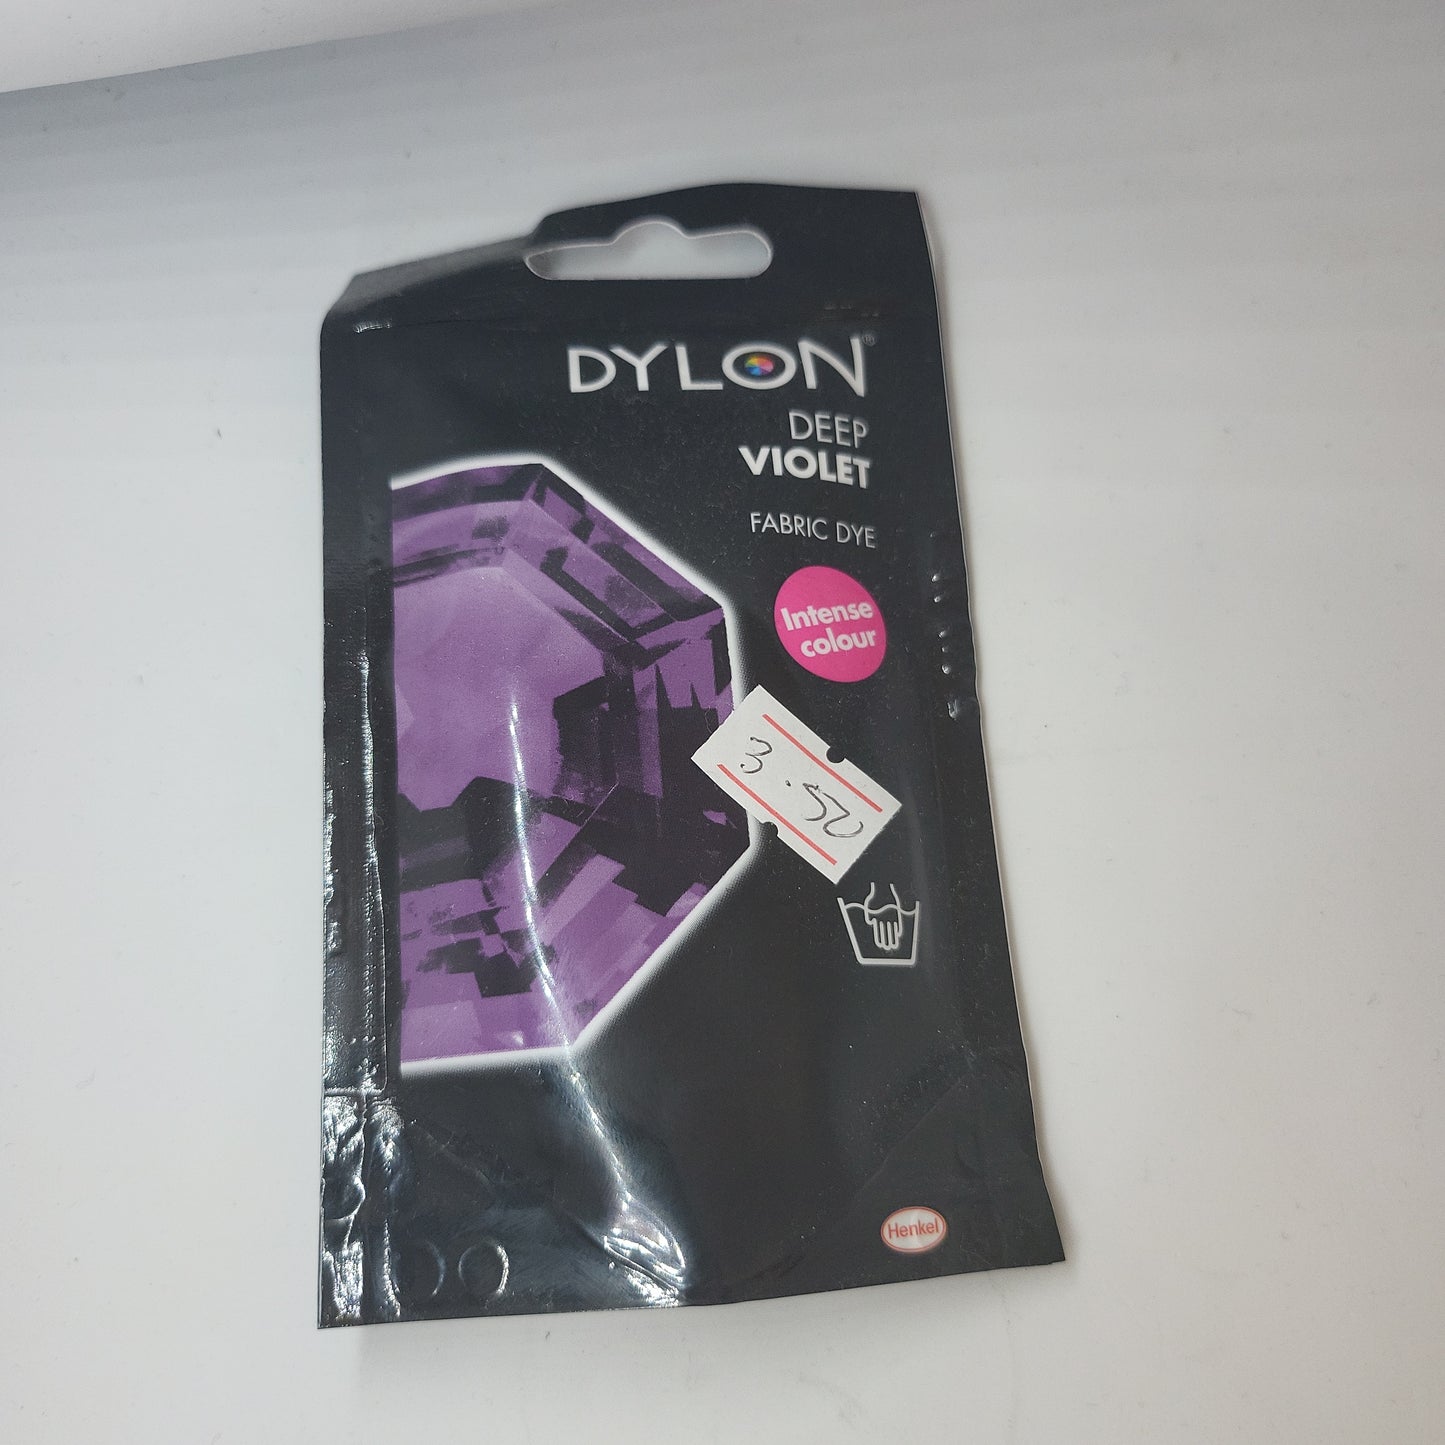 DYLON®
DEEP
VIOLET
FABRIC DYE
Intense
colour
3.50
Henkel